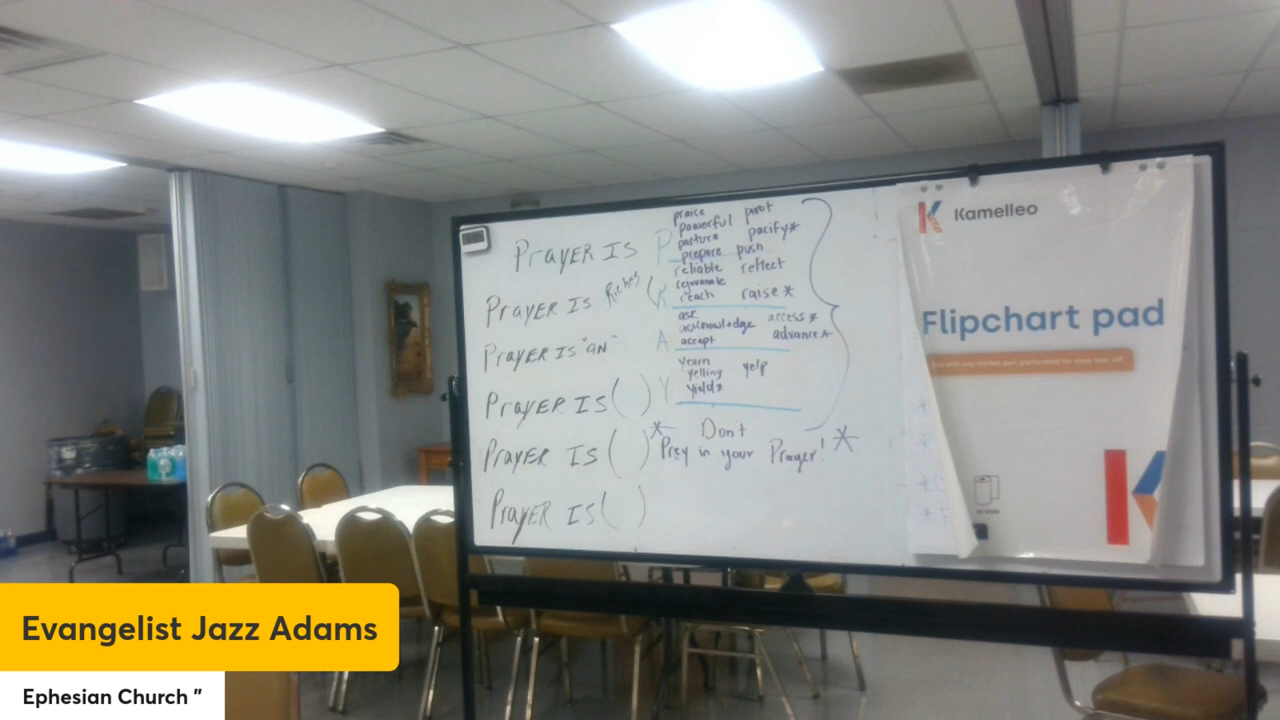 PRAYER IS
PRAYER IS Riches
PRAYER IS "AN"
PRAYER IS ( )
PRAYER IS ( )
PRAYER IS ( )
P
praise pivot
powerful
posture pacify*
prepare push
R
reliable reflect
rejuvenate
reach raise *
A
ask
acknowledge access *
accept advance *
Y
yearn
yelling yelp
yield *
* Don't *
Prey in your Prayer!
Kamelleo
Flipchart pad
Evangelist Jazz Adams
Ephesian Church "